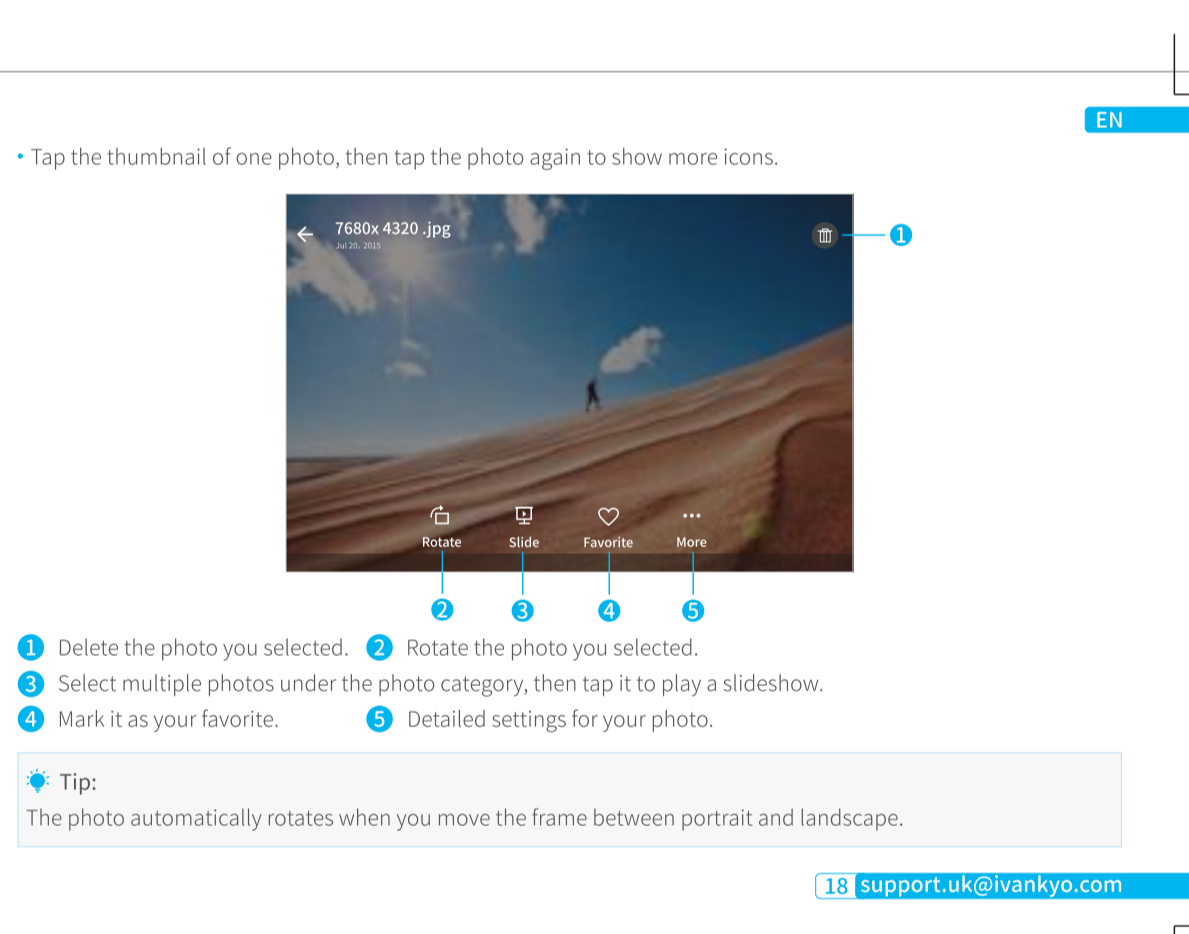 EN
• Tap the thumbnail of one photo, then tap the photo again to show more icons.
7680x 4320 .jpg
Jul 20, 2015
1
Rotate Slide Favorite More
2 3 4 5
1 Delete the photo you selected. 2 Rotate the photo you selected.
3 Select multiple photos under the photo category, then tap it to play a slideshow.
4 Mark it as your favorite. 5 Detailed settings for your photo.
Tip:
The photo automatically rotates when you move the frame between portrait and landscape.
18 support.uk@ivankyo.com